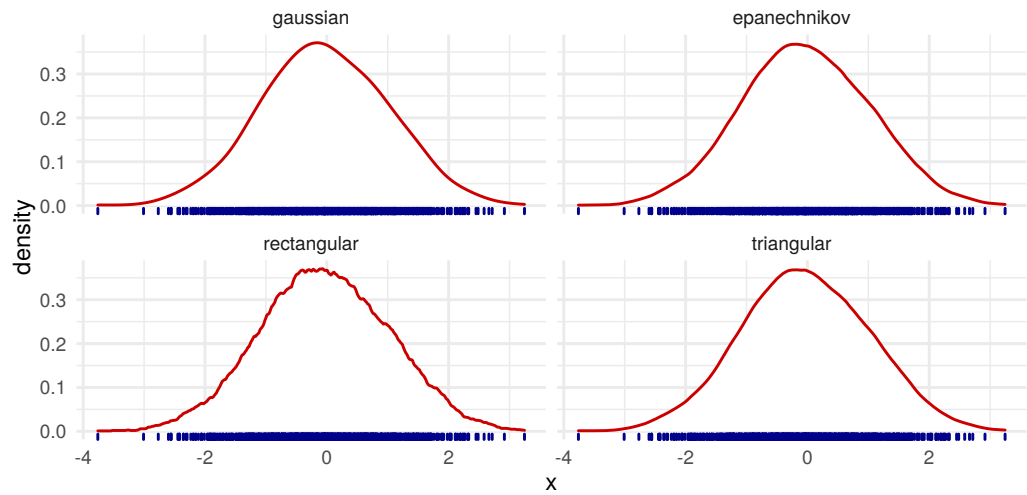 gaussian
epanechnikov
0.3
0.2
0.1
0.0
density
rectangular
triangular
0.3
0.2
0.1
0.0
-4 -2 0 2 -4 -2 0 2
x